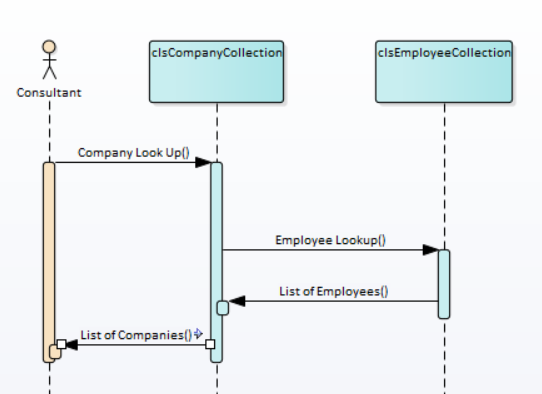 clsCompanyCollection
clsEmployeeCollection
Consultant
Company Look Up()
Employee Lookup()
List of Employees()
List of Companies()